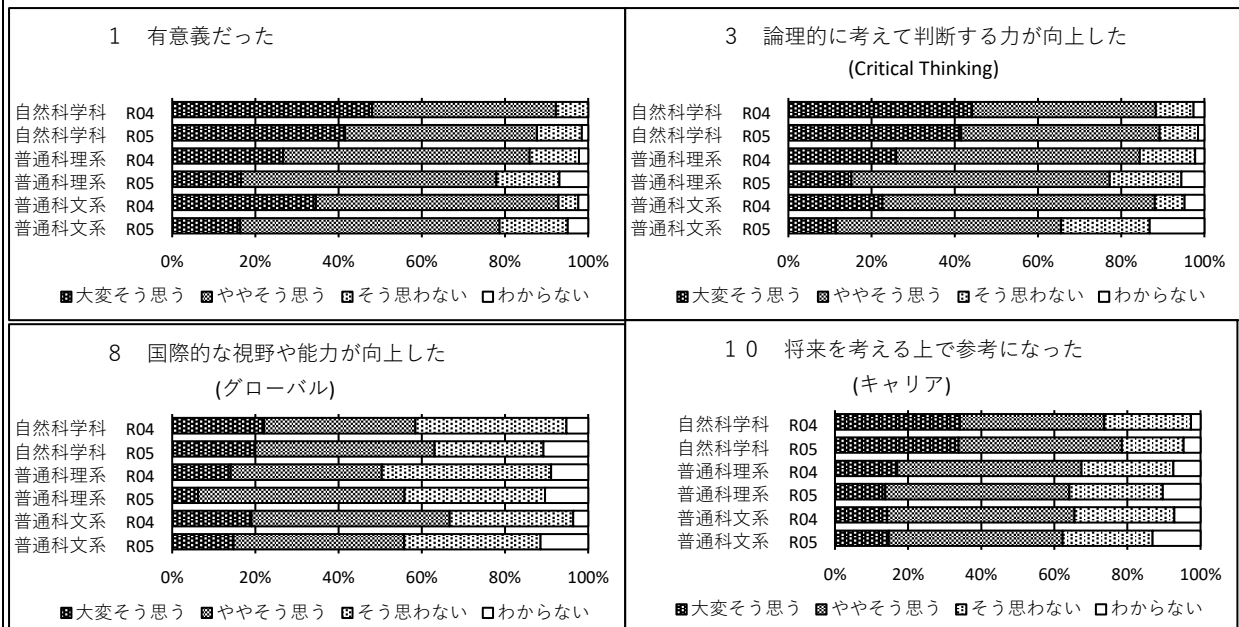 1 有意義だった
自然科学科 R04
自然科学科 R05
普通科理系 R04
普通科理系 R05
普通科文系 R04
普通科文系 R05
0% 20% 40% 60% 80% 100%
大変そう思う ややそう思う そう思わない わからない
3 論理的に考えて判断する力が向上した
(Critical Thinking)
自然科学科 R04
自然科学科 R05
普通科理系 R04
普通科理系 R05
普通科文系 R04
普通科文系 R05
0% 20% 40% 60% 80% 100%
大変そう思う ややそう思う そう思わない わからない
8 国際的な視野や能力が向上した
(グローバル)
自然科学科 R04
自然科学科 R05
普通科理系 R04
普通科理系 R05
普通科文系 R04
普通科文系 R05
0% 20% 40% 60% 80% 100%
大変そう思う ややそう思う そう思わない わからない
10 将来を考える上で参考になった
(キャリア)
自然科学科 R04
自然科学科 R05
普通科理系 R04
普通科理系 R05
普通科文系 R04
普通科文系 R05
0% 20% 40% 60% 80% 100%
大変そう思う ややそう思う そう思わない わからない